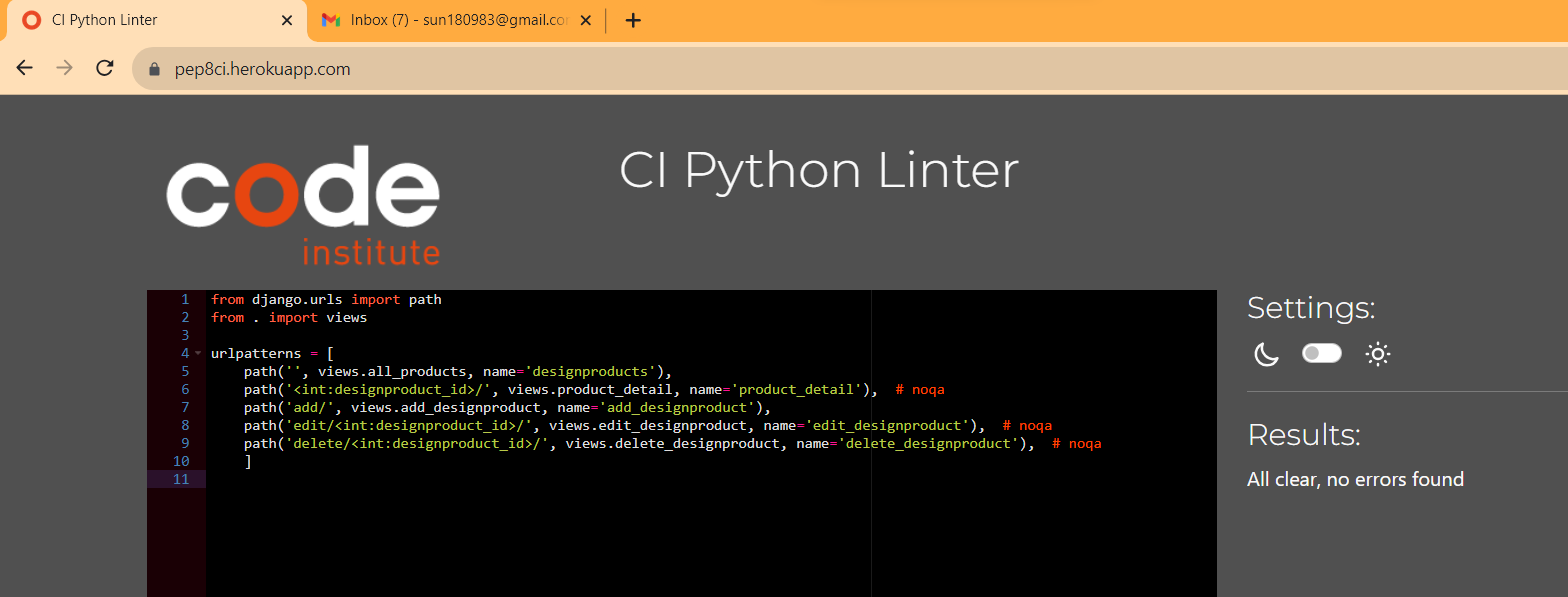 CI Python Linter
Inbox (7) - sun180983@gmail.co
pep8ci.herokuapp.com
code
institute
CI Python Linter
1 from django.urls import path
2 from . import views
3
4 urlpatterns = [
5     path('', views.all_products, name='designproducts'),
6     path('<int:designproduct_id>/', views.product_detail, name='product_detail'),  # noqa
7     path('add/', views.add_designproduct, name='add_designproduct'),
8     path('edit/<int:designproduct_id>/', views.edit_designproduct, name='edit_designproduct'),  # noqa
9     path('delete/<int:designproduct_id>/', views.delete_designproduct, name='delete_designproduct'),  # noqa
10     ]
11
Settings:
Results:
All clear, no errors found